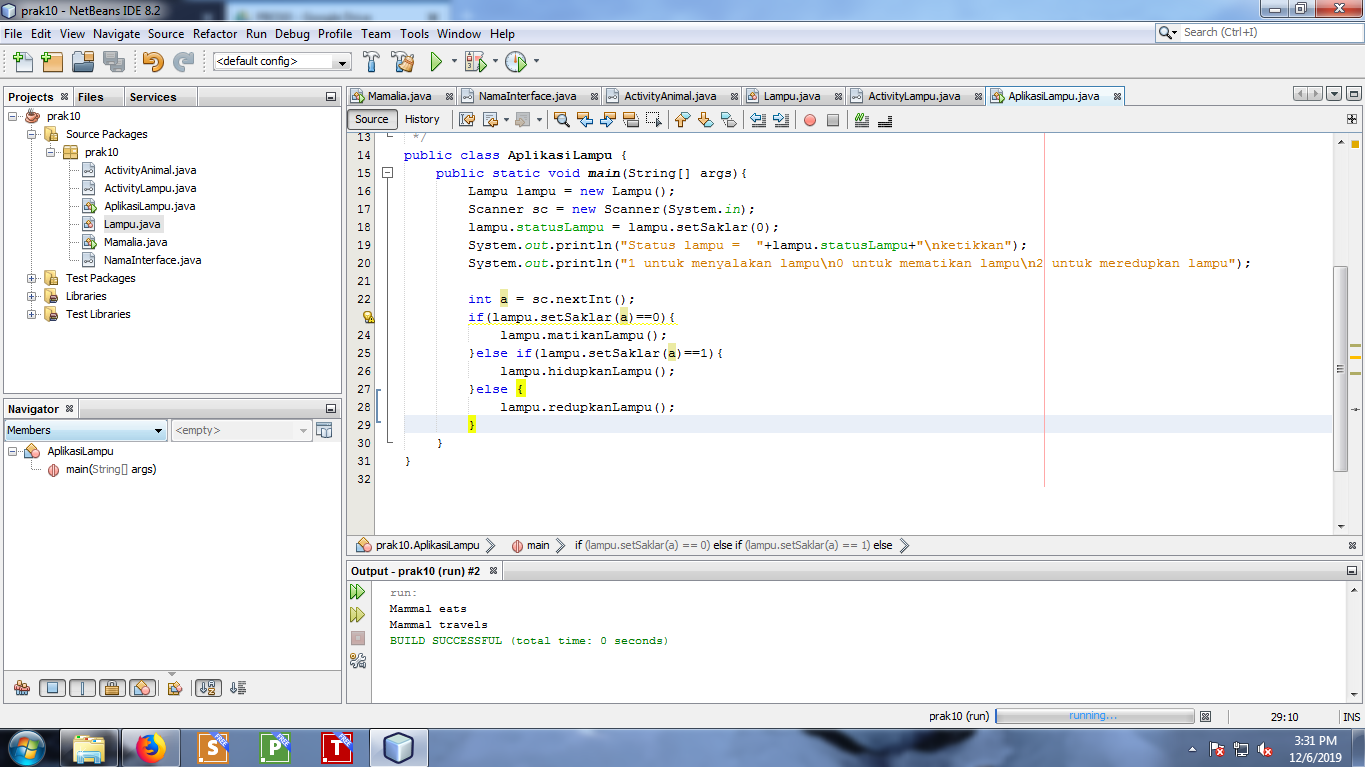 prak10 - NetBeans IDE 8.2
File Edit View Navigate Source Refactor Run Debug Profile Team Tools Window Help
Search (Ctrl+I)
<default config>
Projects Files Services
prak10
Source Packages
prak10
ActivityAnimal.java
ActivityLampu.java
AplikasiLampu.java
Lampu.java
Mamalia.java
NamaInterface.java
Test Packages
Libraries
Test Libraries
Navigator
Members <empty>
AplikasiLampu
main(String[] args)
Mamalia.java NamaInterface.java ActivityAnimal.java Lampu.java ActivityLampu.java AplikasiLampu.java
Source History
13 */
14 public class AplikasiLampu {
15 public static void main(String[] args){
16 Lampu lampu = new Lampu();
17 Scanner sc = new Scanner(System.in);
18 lampu.statusLampu = lampu.setSaklar(0);
19 System.out.println("Status lampu =  "+lampu.statusLampu+"\nketikkan");
20 System.out.println("1 untuk menyalakan lampu\n0 untuk mematikan lampu\n2 untuk meredupkan lampu");
21
22 int a = sc.nextInt();
if(lampu.setSaklar(a)==0){
24 lampu.matikanLampu();
25 }else if(lampu.setSaklar(a)==1){
26 lampu.hidupkanLampu();
27 }else {
28 lampu.redupkanLampu();
29 }
30 }
31 }
32
prak10.AplikasiLampu main if (lampu.setSaklar(a) == 0) else if (lampu.setSaklar(a) == 1) else
Output - prak10 (run) #2
run:
Mammal eats
Mammal travels
BUILD SUCCESSFUL (total time: 0 seconds)
prak10 (run) running... 29:10 INS
S P T
3:31 PM
12/6/2019